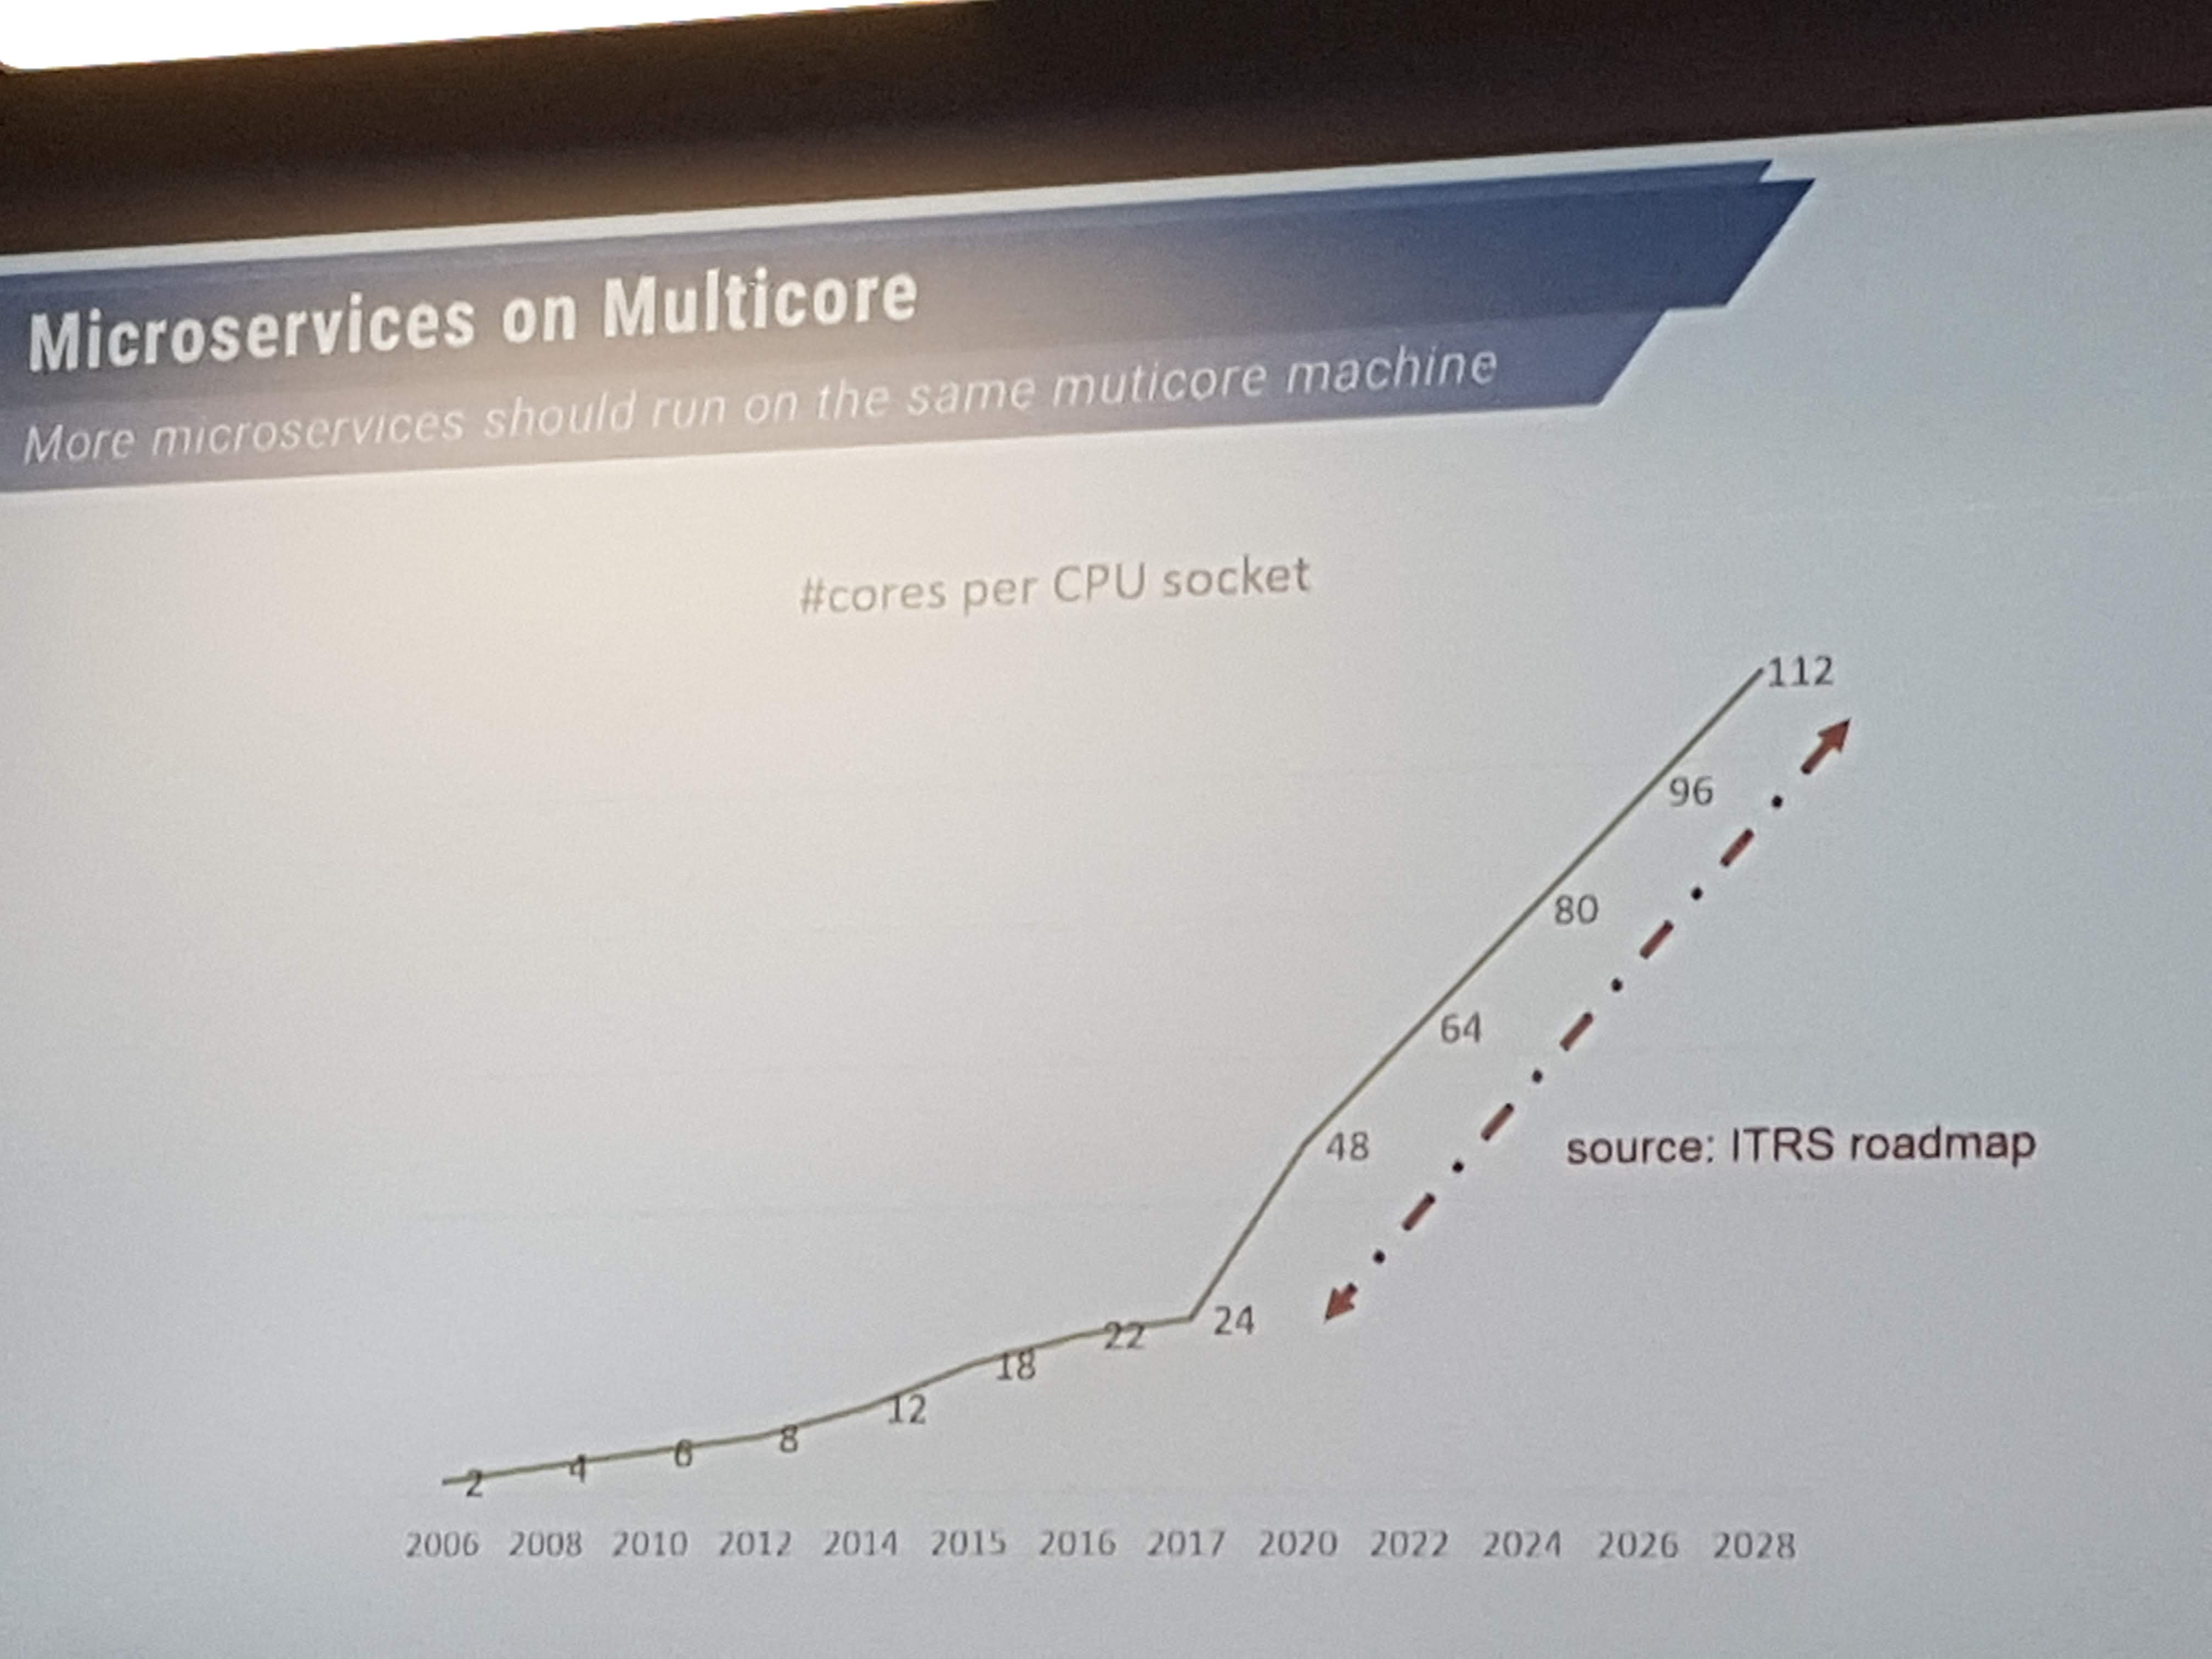 Microservices on Multicore
More microservices should run on the same muticore machine
#cores per CPU socket
112
96
80
64
48
source: ITRS roadmap
24
22
18
12
8
6
4
2
2006 2008 2010 2012 2014 2015 2016 2017 2020 2022 2024 2026 2028